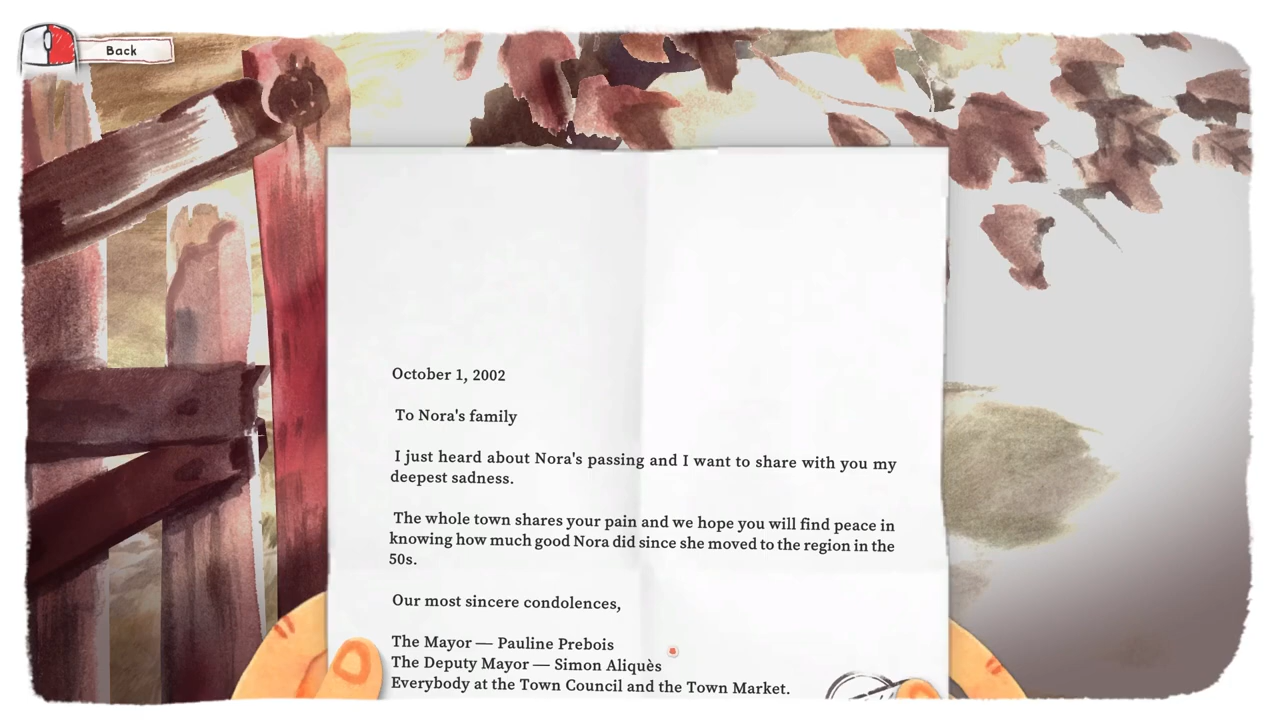 Back
October 1, 2002
To Nora's family
I just heard about Nora's passing and I want to share with you my
deepest sadness.
The whole town shares your pain and we hope you will find peace in
knowing how much good Nora did since she moved to the region in the
50s.
Our most sincere condolences,
The Mayor — Pauline Prebois
The Deputy Mayor — Simon Aliquès
Everybody at the Town Council and the Town Market.